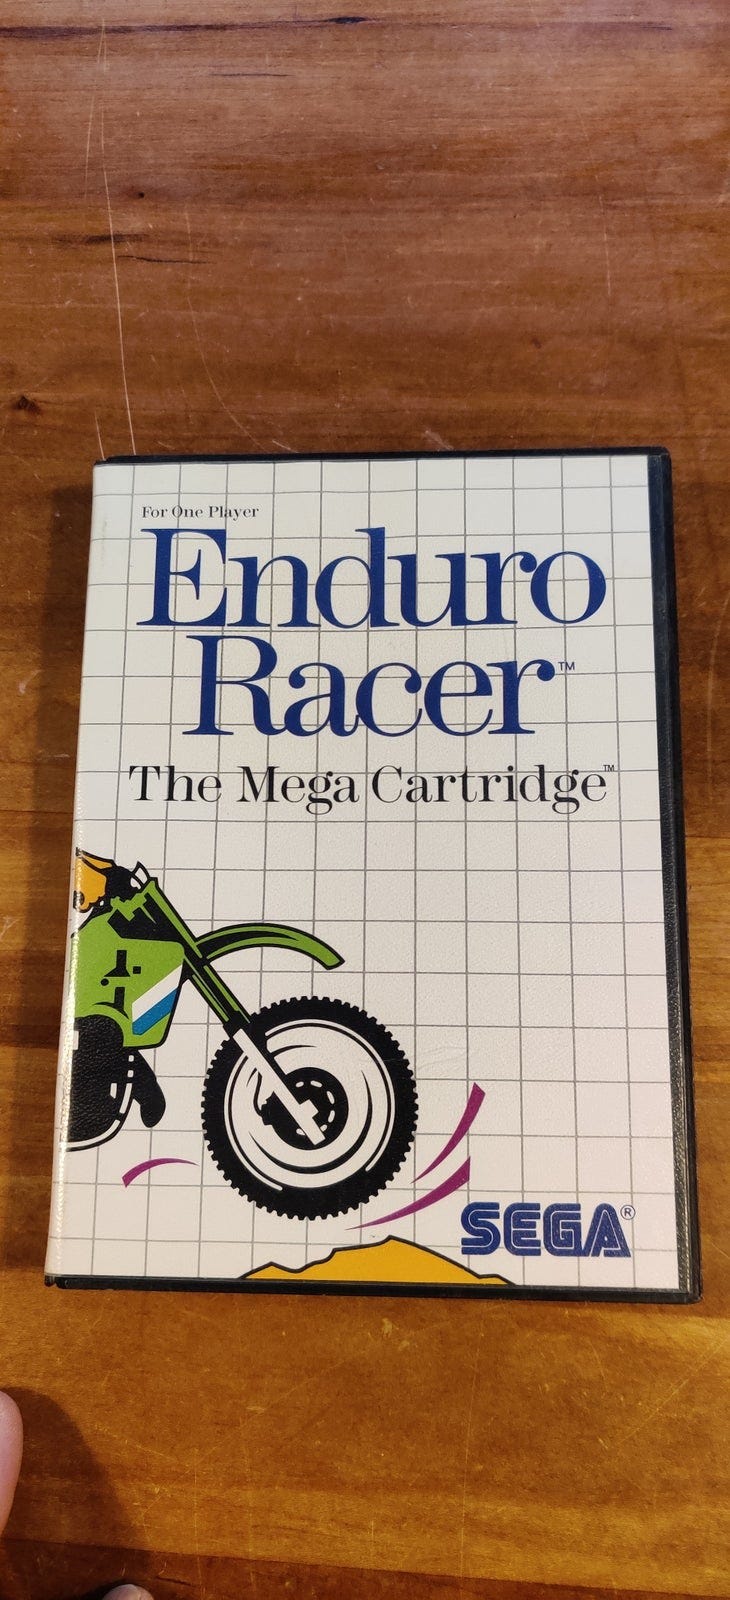 For One Player
Enduro
Racer™
The Mega Cartridge™
SEGA®